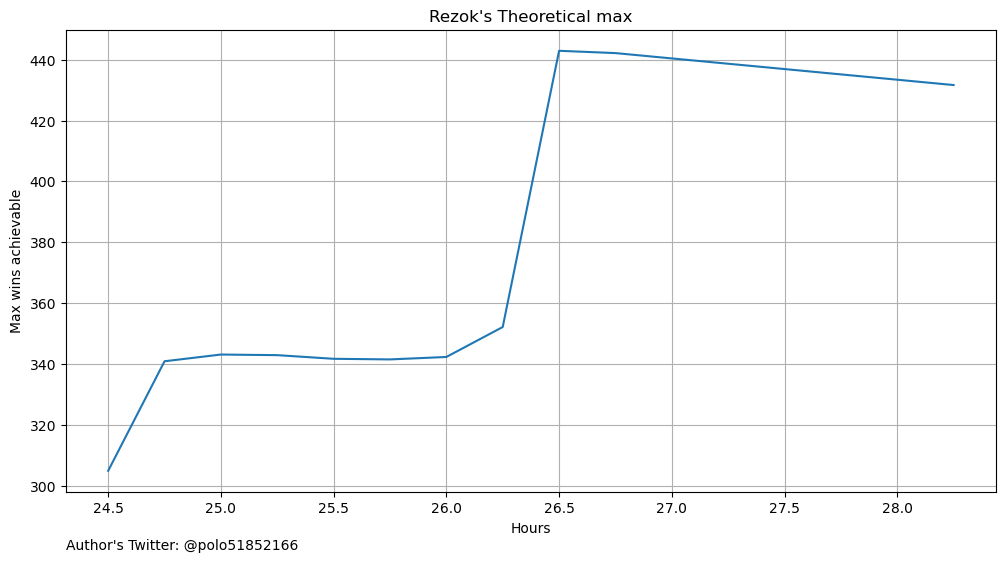 Rezok's Theoretical max
440
420
400
380
360
340
320
300
Max wins achievable
24.5 25.0 25.5 26.0 26.5 27.0 27.5 28.0
Hours
Author's Twitter: @polo51852166